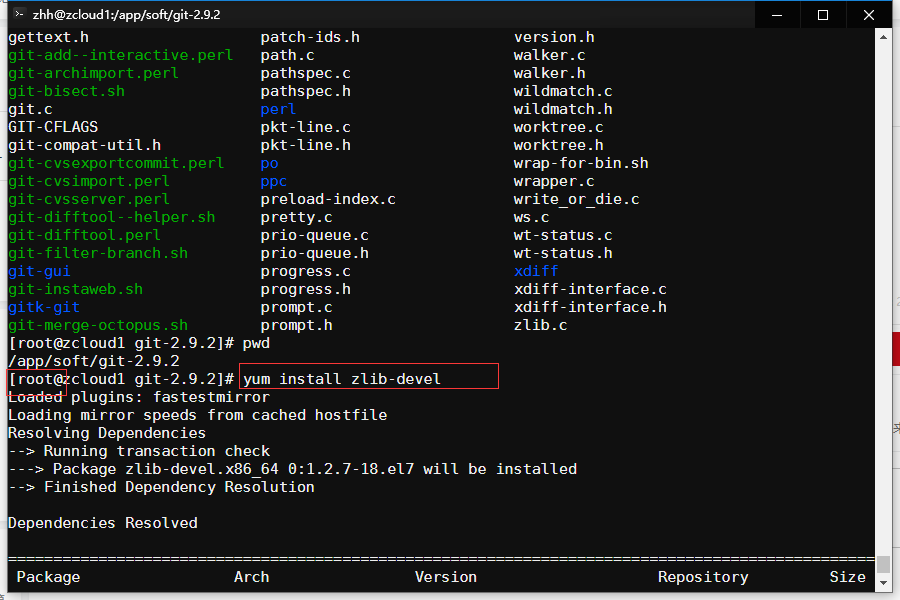 zhh@zcloud1:/app/soft/git-2.9.2
gettext.h patch-ids.h version.h
git-add--interactive.perl path.c walker.c
git-archimport.perl pathspec.c walker.h
git-bisect.sh pathspec.h wildmatch.c
git.c perl wildmatch.h
GIT-CFLAGS pkt-line.c worktree.c
git-compat-util.h pkt-line.h worktree.h
git-cvsexportcommit.perl po wrap-for-bin.sh
git-cvsimport.perl ppc wrapper.c
git-cvsserver.perl preload-index.c write_or_die.c
git-difftool--helper.sh pretty.c ws.c
git-difftool.perl prio-queue.c wt-status.c
git-filter-branch.sh prio-queue.h wt-status.h
git-gui progress.c xdiff
git-instaweb.sh progress.h xdiff-interface.c
gitk-git prompt.c xdiff-interface.h
git-merge-octopus.sh prompt.h zlib.c
[root@zcloud1 git-2.9.2]# pwd
/app/soft/git-2.9.2
[root@zcloud1 git-2.9.2]# yum install zlib-devel
Loaded plugins: fastestmirror
Loading mirror speeds from cached hostfile
Resolving Dependencies
--> Running transaction check
---> Package zlib-devel.x86_64 0:1.2.7-18.el7 will be installed
--> Finished Dependency Resolution
Dependencies Resolved
================================================================================================
Package Arch Version Repository Size